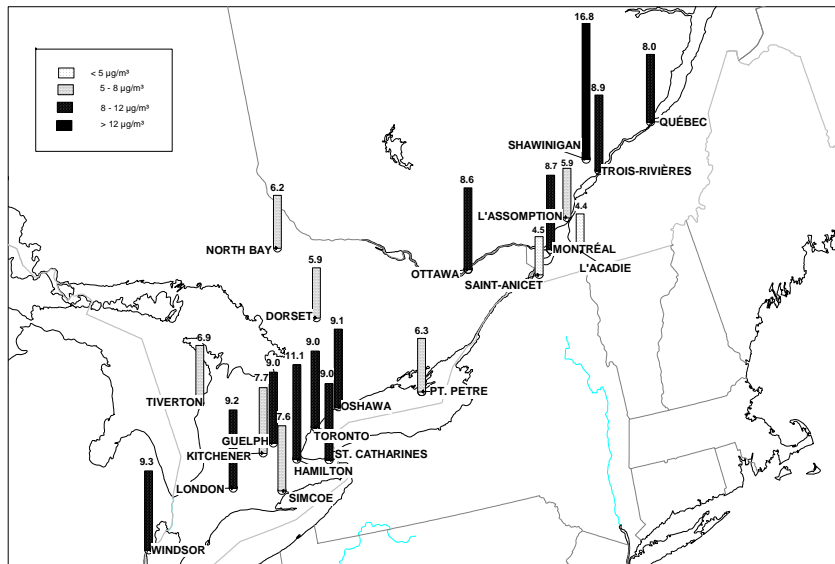 16.8
8.0
< 5 µg/m³
5 - 8 µg/m³
8 - 12 µg/m³
> 12 µg/m³
8.9
QUÉBEC
SHAWINIGAN
TROIS-RIVIÈRES
5.9
8.7
8.6
6.2
4.4
L'ASSOMPTION
4.5
NORTH BAY
MONTRÉAL
L'ACADIE
5.9
OTTAWA
SAINT-ANICET
DORSET
9.1
6.3
6.9
9.0
11.1
9.0
7.7
9.0
PT. PETRE
TIVERTON
9.2
OSHAWA
7.6
TORONTO
GUELPH
KITCHENER
ST. CATHARINES
9.3
HAMILTON
LONDON
SIMCOE
WINDSOR